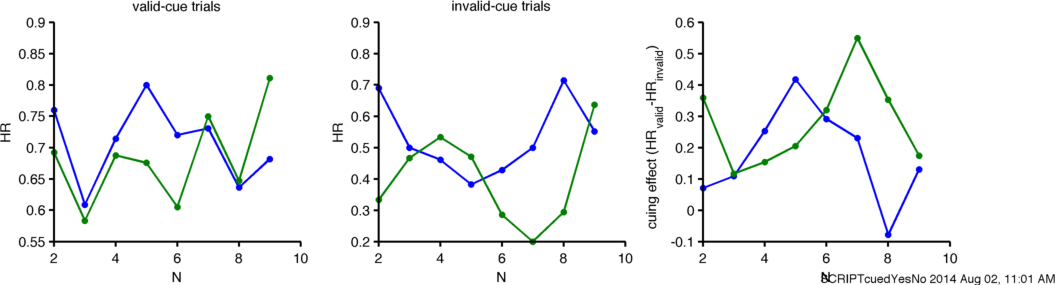 valid-cue trials
0.9
0.85
0.8
0.75
0.7
0.65
0.6
0.55
HR
2 4 6 8 10
N
invalid-cue trials
0.9
0.8
0.7
0.6
0.5
0.4
0.3
0.2
HR
2 4 6 8 10
N
0.6
0.5
0.4
0.3
0.2
0.1
0
-0.1
cuing effect (HRvalid-HRinvalid)
2 4 6 8 10
N
SCRIPTcuedYesNo 2014 Aug 02, 11:01 AM